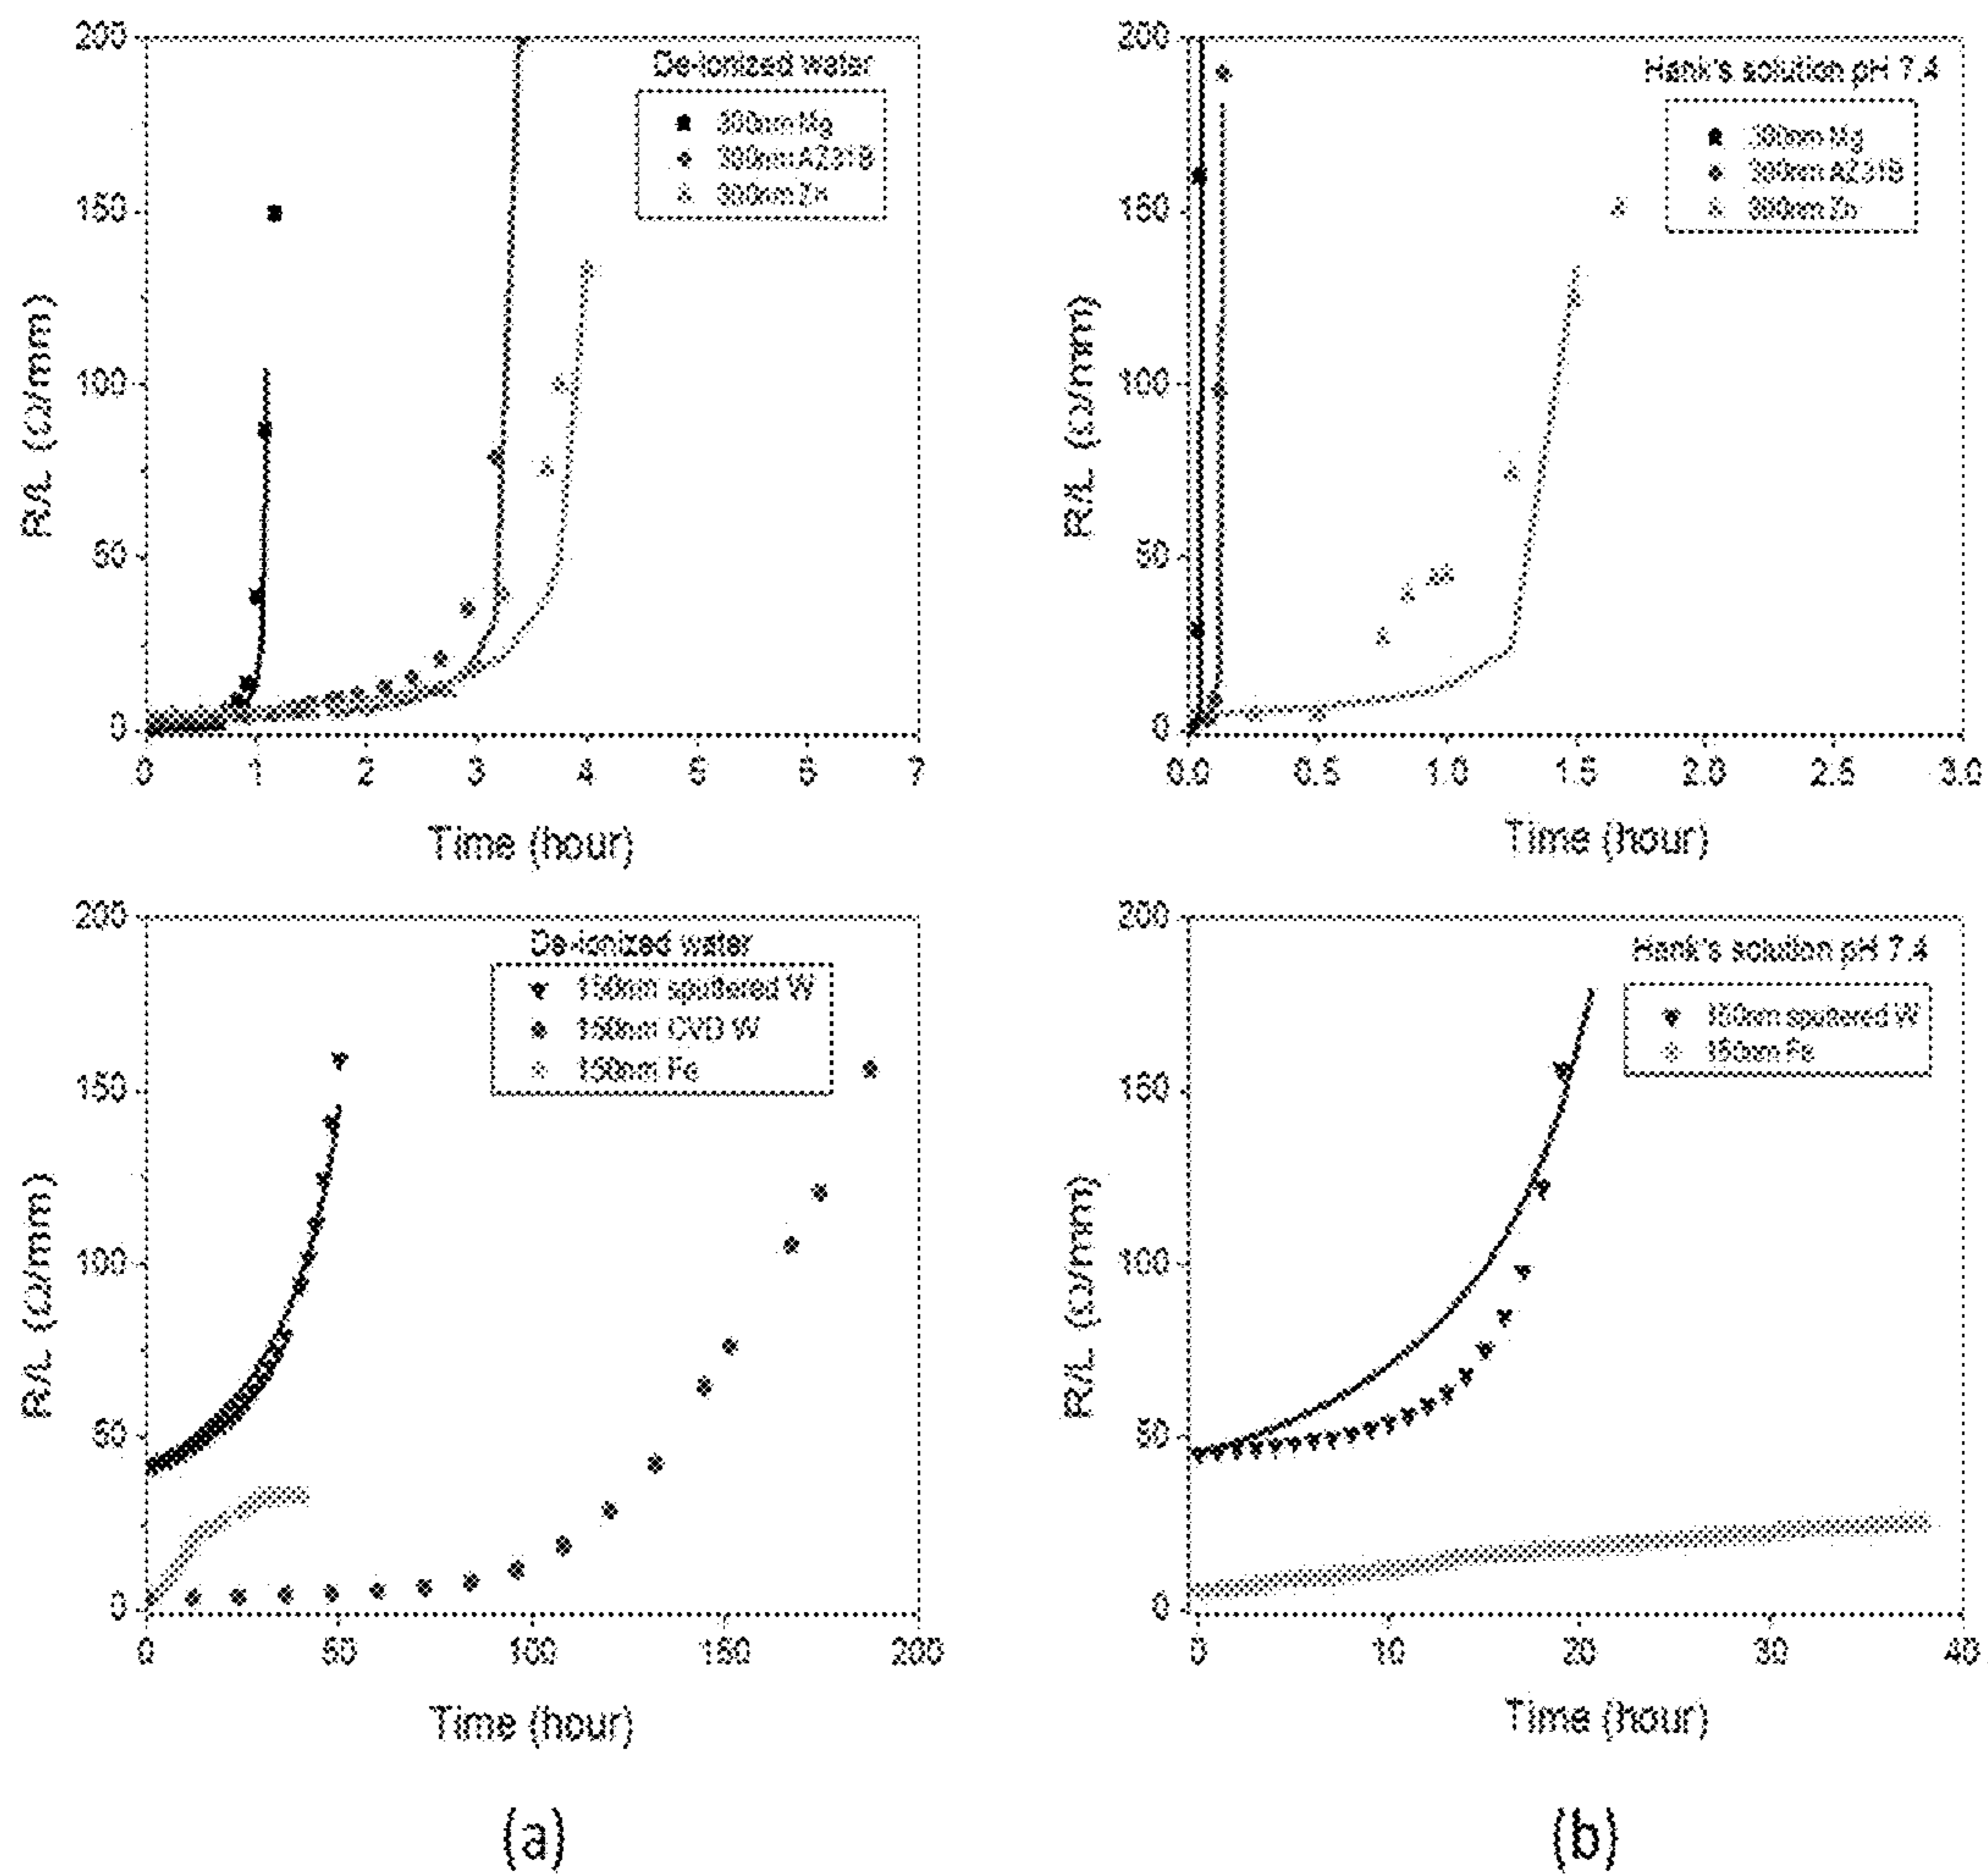 200
150
100
50
0
R/L (Ω/mm)
De-ionized water
300nm Mg
300nm AZ31B
300nm Zn
0 1 2 3 4 5 6 7
Time (hour)
200
150
100
50
0
R/L (Ω/mm)
Hank's solution pH 7.4
300nm Mg
300nm AZ31B
300nm Zn
0.0 0.5 1.0 1.5 2.0 2.5 3.0
Time (hour)
200
150
100
50
0
R/L (Ω/mm)
De-ionized water
150nm sputtered W
150nm CVD W
150nm Fe
0 50 100 150 200
Time (hour)
200
150
100
50
0
R/L (Ω/mm)
Hank's solution pH 7.4
150nm sputered W
150nm Fe
0 10 20 30 40
Time (hour)
(a)
(b)